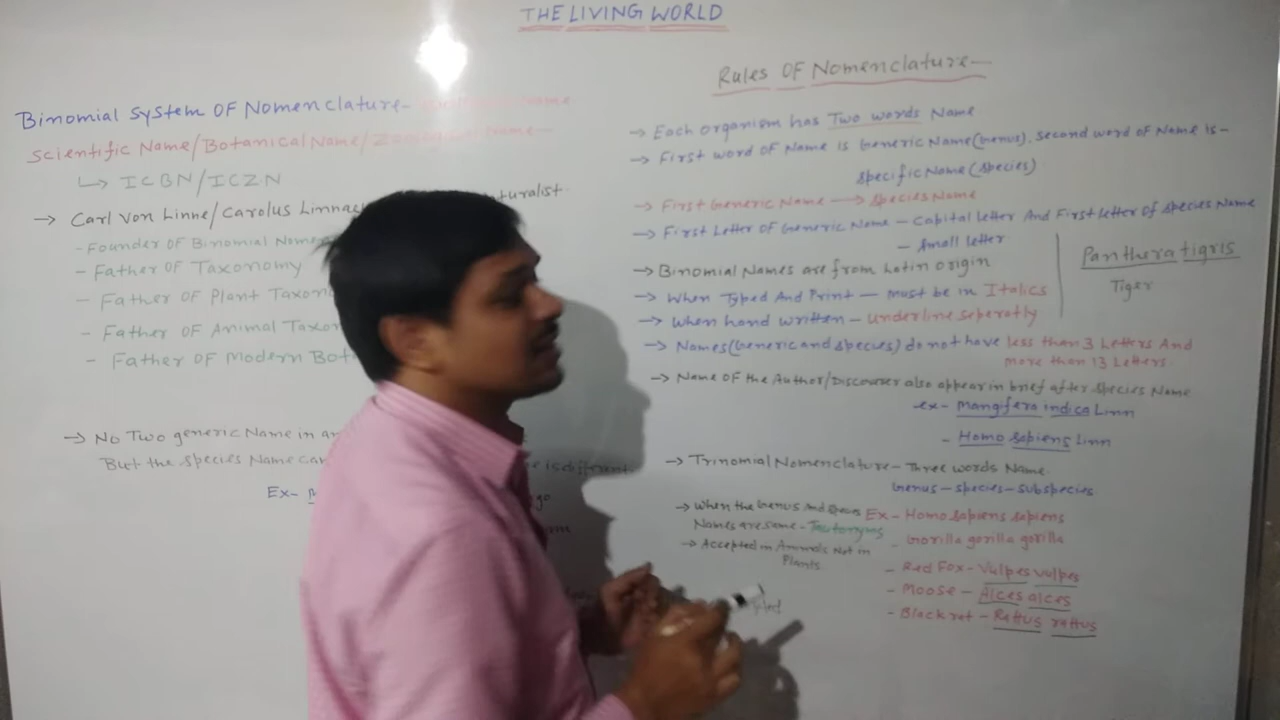 THE LIVING WORLD
Binomial System OF Nomenclature-
Scientific Name/Botanical Name/
↳ ICBN/ICZN
→ Carl Von Linne/Carolus
- Founder OF Binomial
- Father OF Taxonomy
- Father OF Plant
- Father OF Animal
- Father OF Modern
→ No Two generic Name in
But the species Name
Ex-
is different
Rules OF Nomenclature-
→ Each organism has Two words Name
→ First word OF Name is Generic Name (Genus). second word OF Name is -
specific Name (species)
→ First Generic Name → species Name
→ First Letter OF Generic Name - Capital letter And First letter Of species Name
- Small letter
→ Binomial Names are from Latin origin
→ When Typed And Print - must be in Italics
→ When hand written - underline seperatly
Panthera tigris
Tiger
→ Names (Generic and species) do not have less than 3 Letters And
more than 13 Letters.
→ Name OF the Author/Discoverer also appear in brief after species Name
ex- Mangifera indica Linn
- Homo sapiens Linn
→ Trinomial Nomenclature - Three words Name
Genus - species - subspecies
Ex - Homo sapiens sapiens
- Gorilla gorilla gorilla
→ When the Genus and species
Names are same - Tautonyms
→ Accepted in Animals Not in
Plants
- Red Fox - Vulpes vulpes
- Moose - Alces alces
- Black rat - Rattus rattus